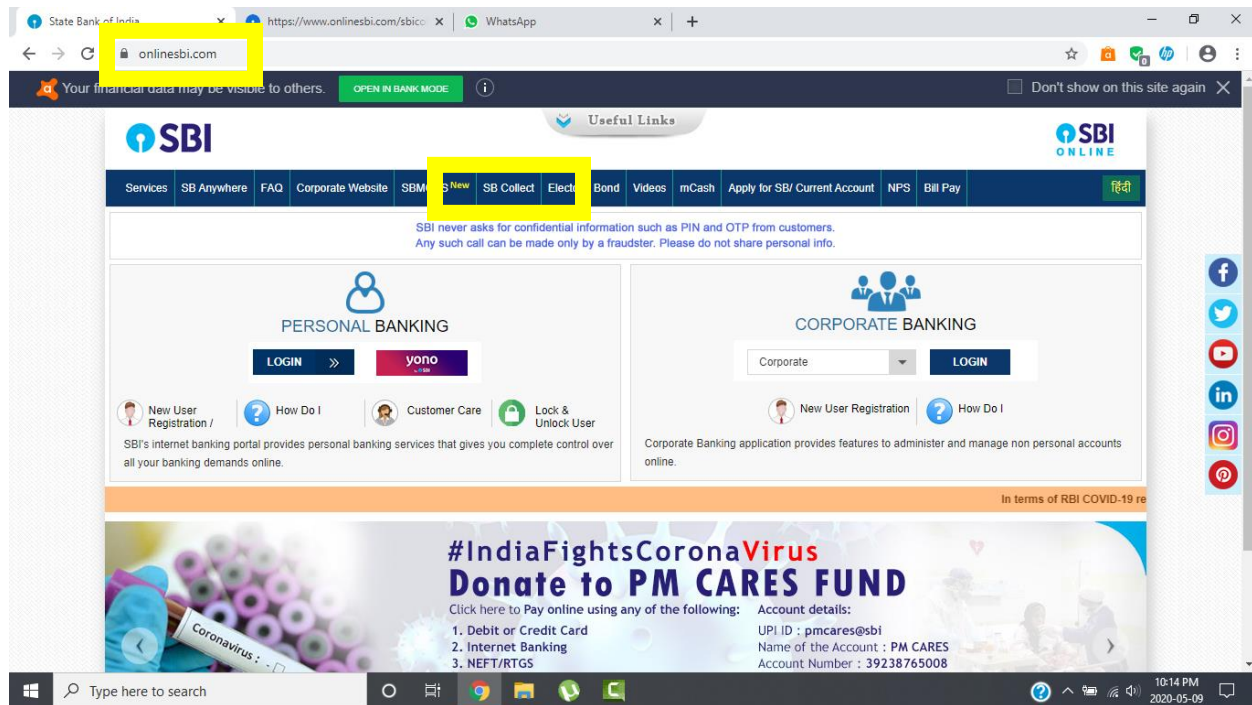 State Bank of India
https://www.onlinesbi.com/sbico
WhatsApp
onlinesbi.com
Your financial data may be visible to others.
OPEN IN BANK MODE
Don't show on this site again
SBI
Useful Links
SBI
ONLINE
Services SB Anywhere FAQ Corporate Website New SB Collect Bond Videos mCash Apply for SB/ Current Account NPS Bill Pay हिंदी
SBI never asks for confidential information such as PIN and OTP from customers.
Any such call can be made only by a fraudster. Please do not share personal info.
PERSONAL BANKING
LOGIN »
yono
SBI
New User
Registration /
How Do I
Customer Care
Lock &
Unlock User
SBI's internet banking portal provides personal banking services that gives you complete control over
all your banking demands online.
CORPORATE BANKING
Corporate
LOGIN
New User Registration
How Do I
Corporate Banking application provides features to administer and manage non personal accounts
online.
In terms of RBI COVID-19 re
#IndiaFightsCoronaVirus
Donate to PM CARES FUND
Click here to Pay online using any of the following:
1. Debit or Credit Card
2. Internet Banking
3. NEFT/RTGS
Account details:
UPI ID : pmcares@sbi
Name of the Account : PM CARES
Account Number : 39238765008
Coronavirus :
Type here to search
10:14 PM
2020-05-09